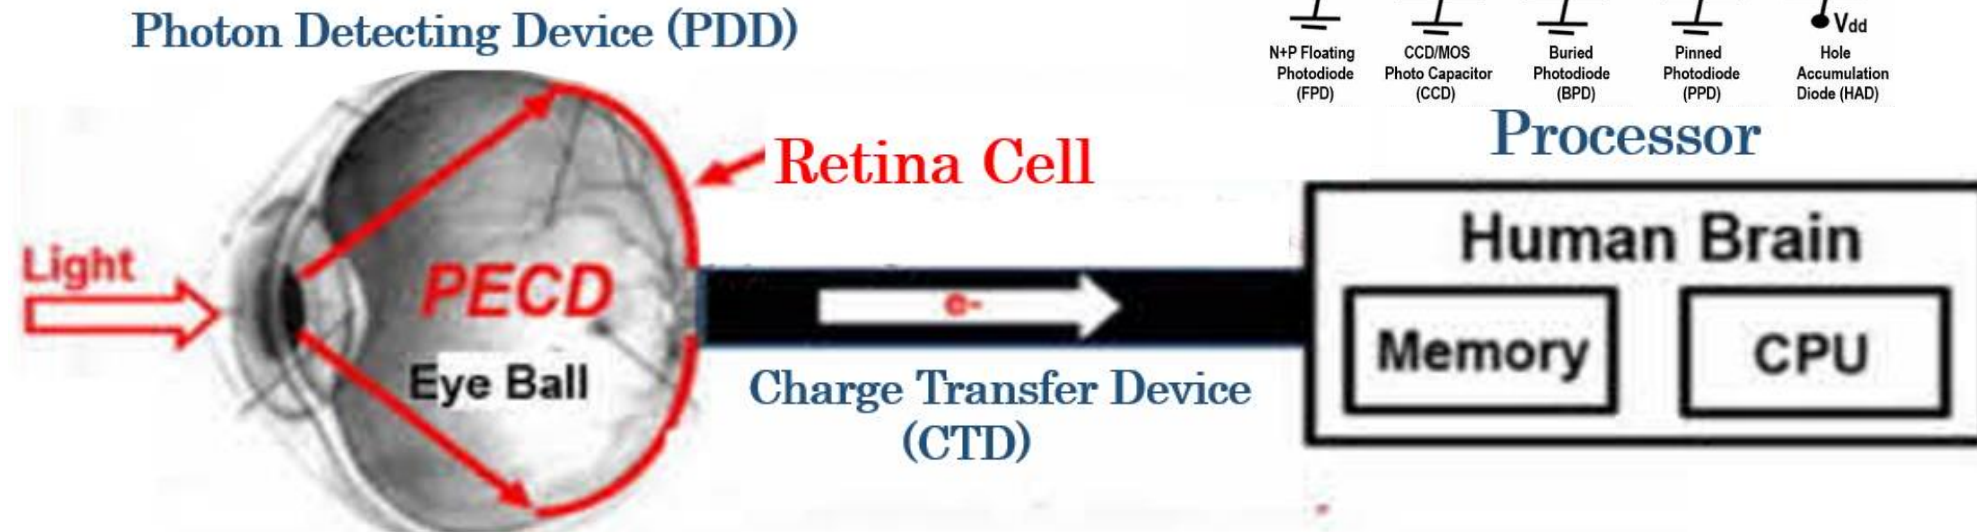 Photon Detecting Device (PDD)
Vdd
N+P Floating
Photodiode
(FPD)
CCD/MOS
Photo Capacitor
(CCD)
Buried
Photodiode
(BPD)
Pinned
Photodiode
(PPD)
Hole
Accumulation
Diode (HAD)
Processor
Retina Cell
Light
PECD
Eye Ball
e-
Charge Transfer Device
(CTD)
Human Brain
Memory
CPU